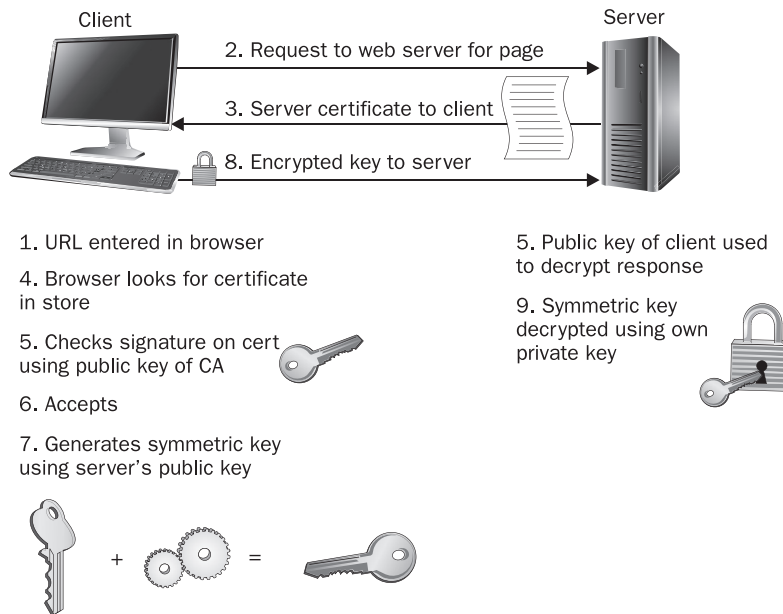 Client
Server
2. Request to web server for page
3. Server certificate to client
8. Encrypted key to server
1. URL entered in browser
4. Browser looks for certificate
in store
5. Checks signature on cert
using public key of CA
6. Accepts
7. Generates symmetric key
using server's public key
+
=
5. Public key of client used
to decrypt response
9. Symmetric key
decrypted using own
private key